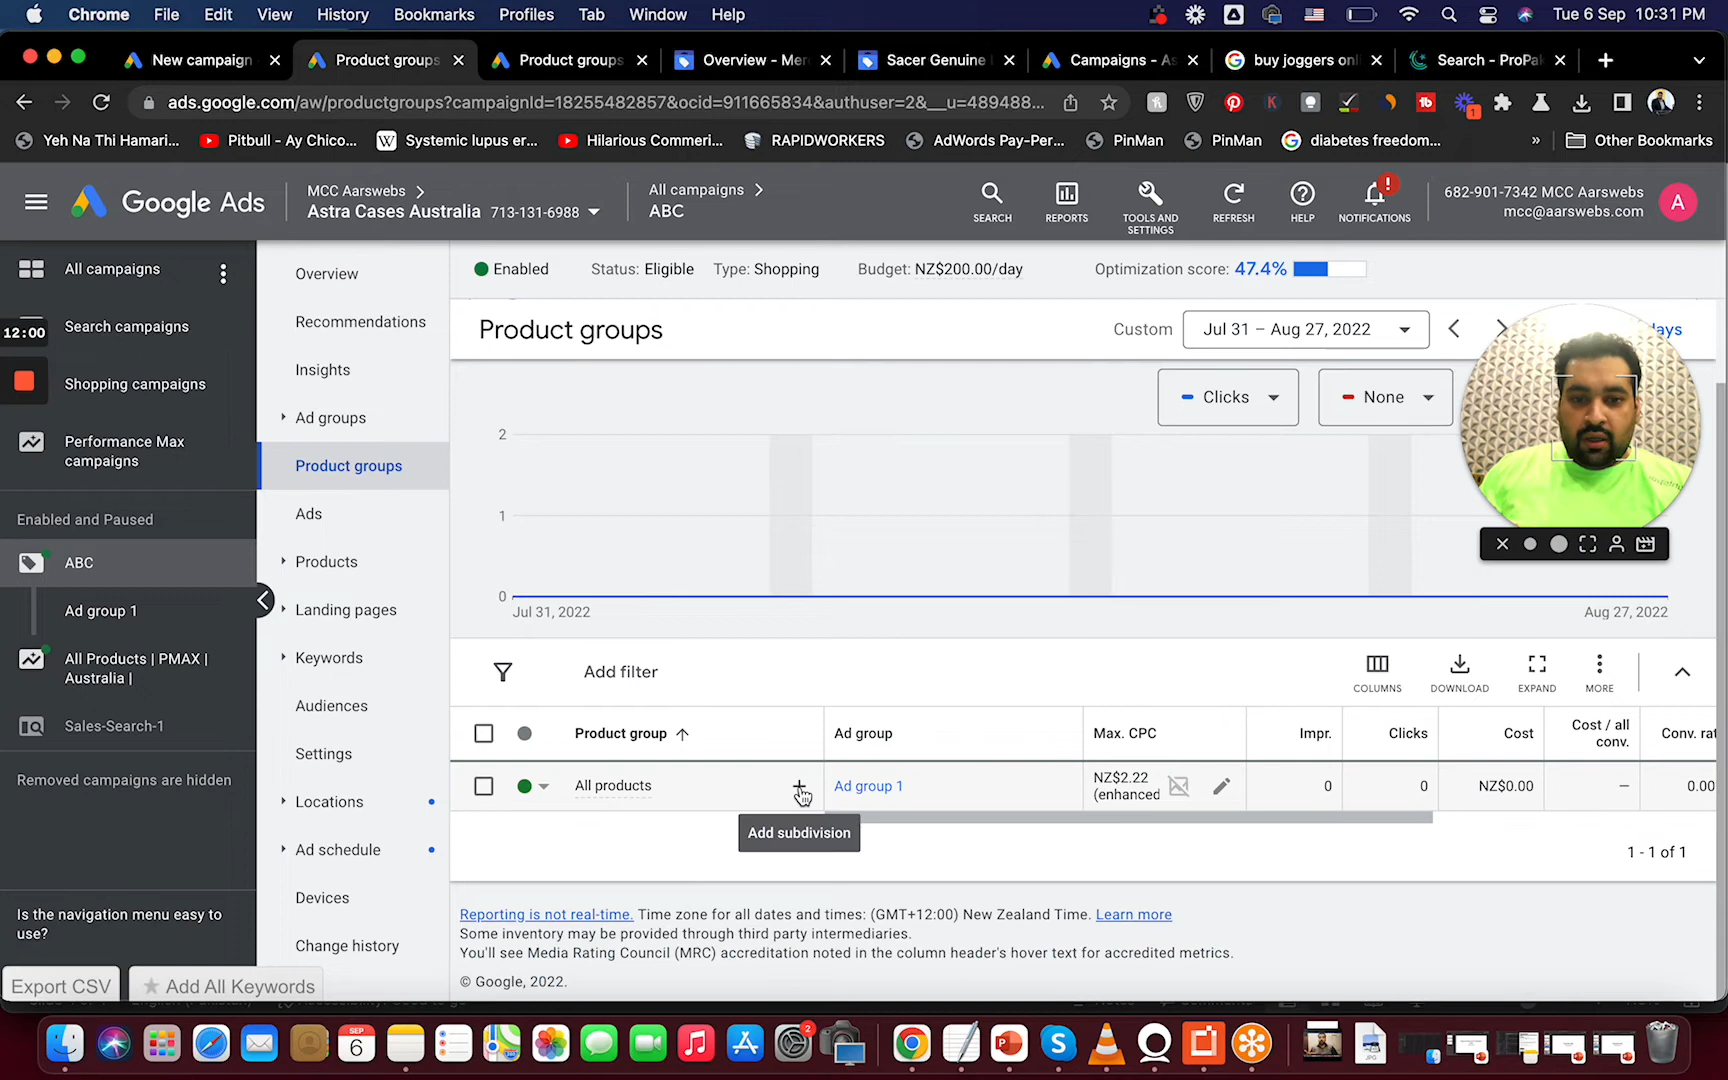 Chrome File Edit View History Bookmarks Profiles Tab Window Help Tue 6 Sep 10:31 PM
New campaign Product groups Product groups Overview - Mer Sacer Genuine Campaigns - As buy joggers onl Search - ProPak
ads.google.com/aw/productgroups?campaignId=18255482857&ocid=911665834&authuser=2&__u=489488...
Yeh Na Thi Hamari... Pitbull - Ay Chico... Systemic lupus er... Hilarious Commeri... RAPIDWORKERS AdWords Pay-Per... PinMan PinMan diabetes freedom... » Other Bookmarks
Google Ads
MCC Aarswebs
Astra Cases Australia 713-131-6988
All campaigns
ABC
SEARCH
REPORTS
TOOLS AND
SETTINGS
REFRESH
HELP
NOTIFICATIONS
682-901-7342 MCC Aarswebs
mcc@aarswebs.com
A
All campaigns
Search campaigns
12:00
Shopping campaigns
Performance Max
campaigns
Enabled and Paused
ABC
Ad group 1
All Products | PMAX |
Australia |
Sales-Search-1
Removed campaigns are hidden
Is the navigation menu easy to
use?
Export CSV
Add All Keywords
Overview
Recommendations
Insights
Ad groups
Product groups
Ads
Products
Landing pages
Keywords
Audiences
Settings
Locations
Ad schedule
Devices
Change history
Enabled Status: Eligible Type: Shopping Budget: NZ$200.00/day Optimization score: 47.4%
Product groups
Custom Jul 31 – Aug 27, 2022
days
Clicks None
2
1
0
Jul 31, 2022 Aug 27, 2022
Add filter
COLUMNS DOWNLOAD EXPAND MORE
Product group Ad group Max. CPC Impr. Clicks Cost Cost / all
conv. Conv. rat
All products Ad group 1 NZ$2.22
(enhanced 0 0 NZ$0.00 — 0.00
Add subdivision
1 - 1 of 1
Reporting is not real-time. Time zone for all dates and times: (GMT+12:00) New Zealand Time. Learn more
Some inventory may be provided through third party intermediaries.
You'll see Media Rating Council (MRC) accreditation noted in the column header's hover text for accredited metrics.
© Google, 2022.
SEP
6
2